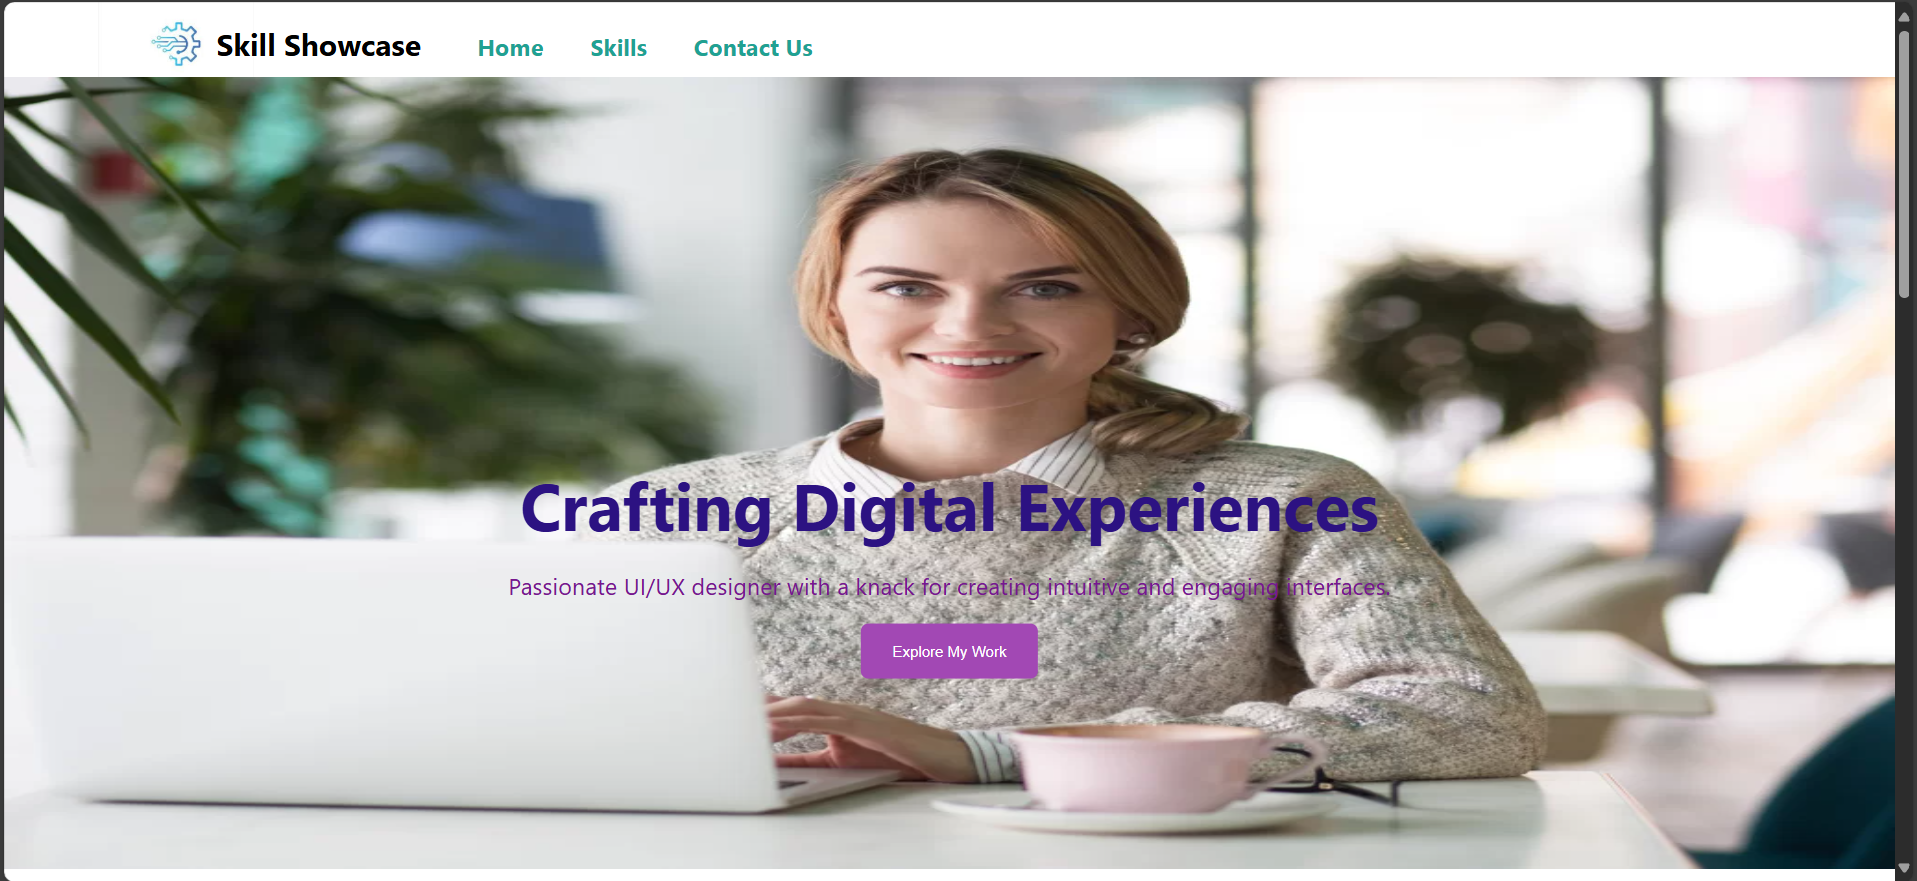 Skill Showcase
Home
Skills
Contact Us
Crafting Digital Experiences
Passionate UI/UX designer with a knack for creating intuitive and engaging interfaces.
Explore My Work